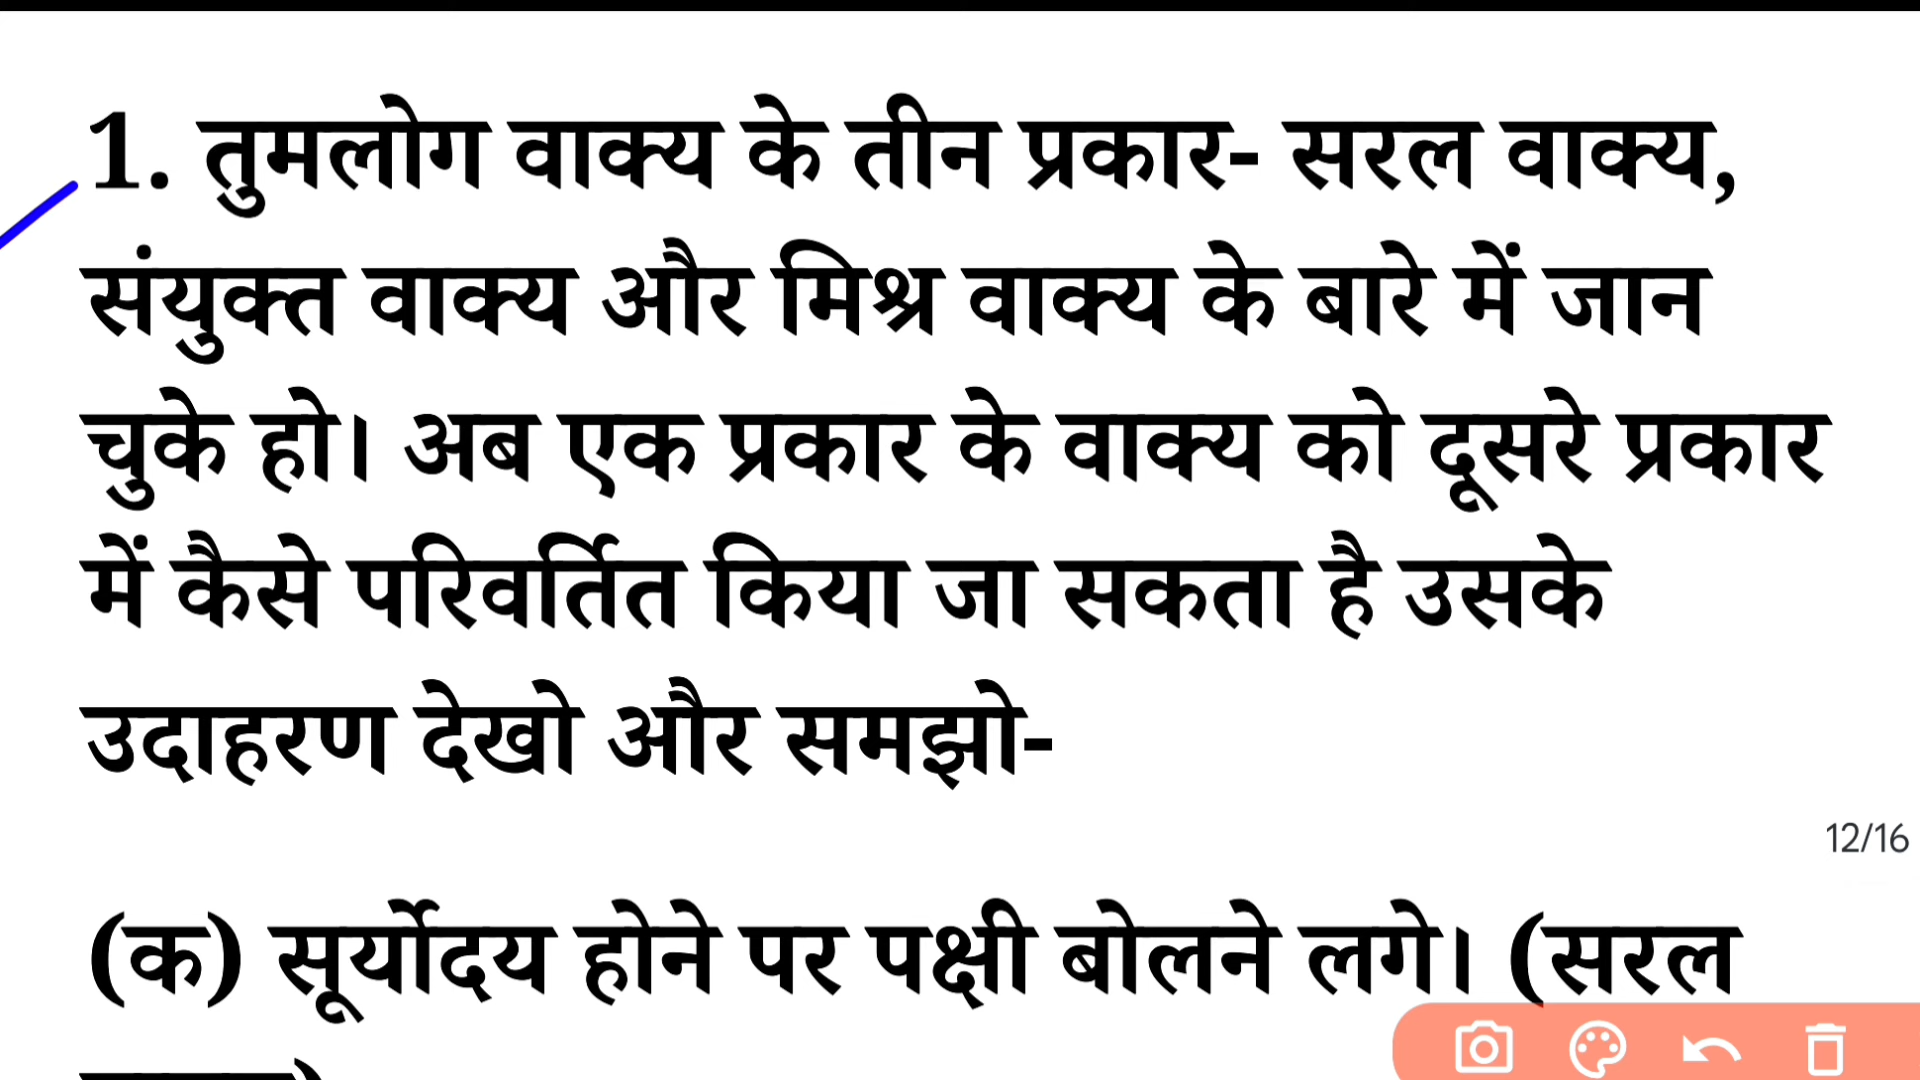 1. तुमलोग वाक्य के तीन प्रकार- सरल वाक्य,
संयुक्त वाक्य और मिश्र वाक्य के बारे में जान
चुके हो। अब एक प्रकार के वाक्य को दूसरे प्रकार
में कैसे परिवर्तित किया जा सकता है उसके
उदाहरण देखो और समझो-
12/16
(क) सूर्योदय होने पर पक्षी बोलने लगे। (सरल